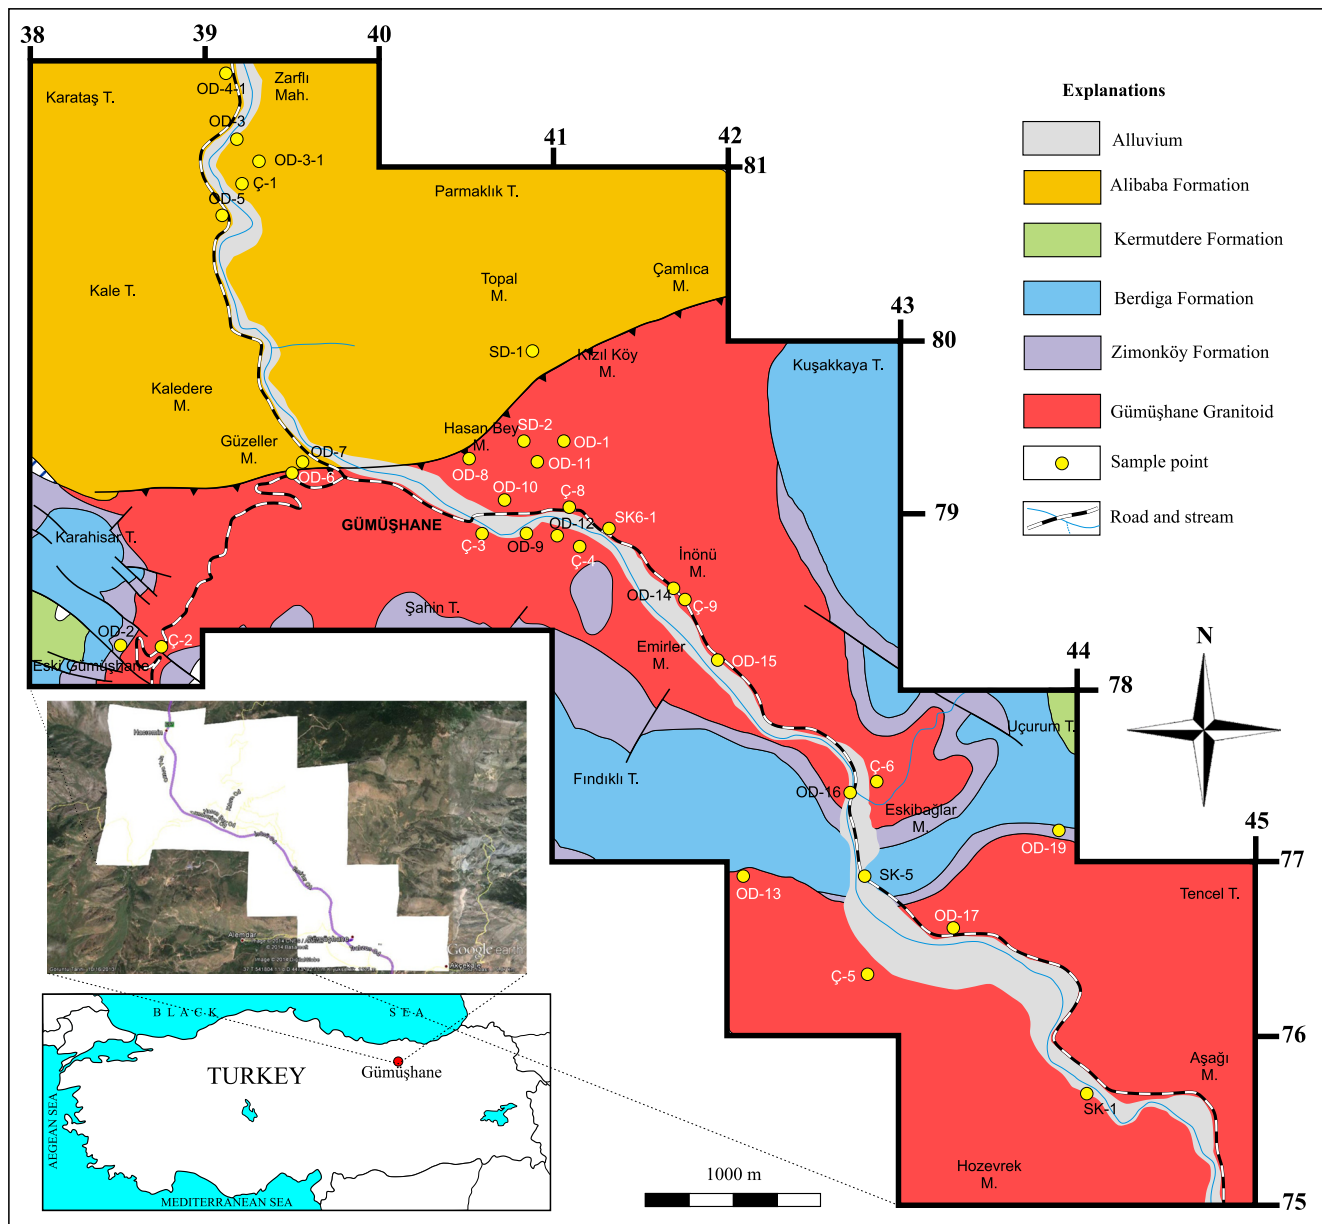 38
39
40
41
42
81
43
80
79
44
78
45
77
76
75
Karataş T.
OD-4-1
Zarflı
Mah.
OD-3
OD-3-1
Ç-1
OD-5
Parmaklık T.
Kale T.
Topal
M.
Çamlıca
M.
SD-1
Kızıl Köy
M.
Kaledere
M.
Güzeller
M.
OD-7
OD-6
Hasan Bey
M.
SD-2
OD-1
OD-8
OD-11
OD-10
Ç-8
GÜMÜŞHANE
Ç-3
OD-9
OD-12
Ç-4
SK6-1
İnönü
M.
OD-14
Ç-9
Karahisar T.
Şahin T.
OD-2
Ç-2
Eski Gümüşhane
Emirler
M.
OD-15
Kuşakkaya T.
Uçurum T.
Fındıklı T.
Ç-6
OD-16
Eskibağlar
M.
OD-19
OD-13
SK-5
OD-17
Tencel T.
Ç-5
Aşağı
M.
SK-1
Hozevrek
M.
Explanations
Alluvium
Alibaba Formation
Kermutdere Formation
Berdiga Formation
Zimonköy Formation
Gümüşhane Granitoid
Sample point
Road and stream
N
1000 m
Alemdar
Google earth
BLACK SEA
TURKEY
Gümüşhane
AEGEAN SEA
MEDITERRANEAN SEA